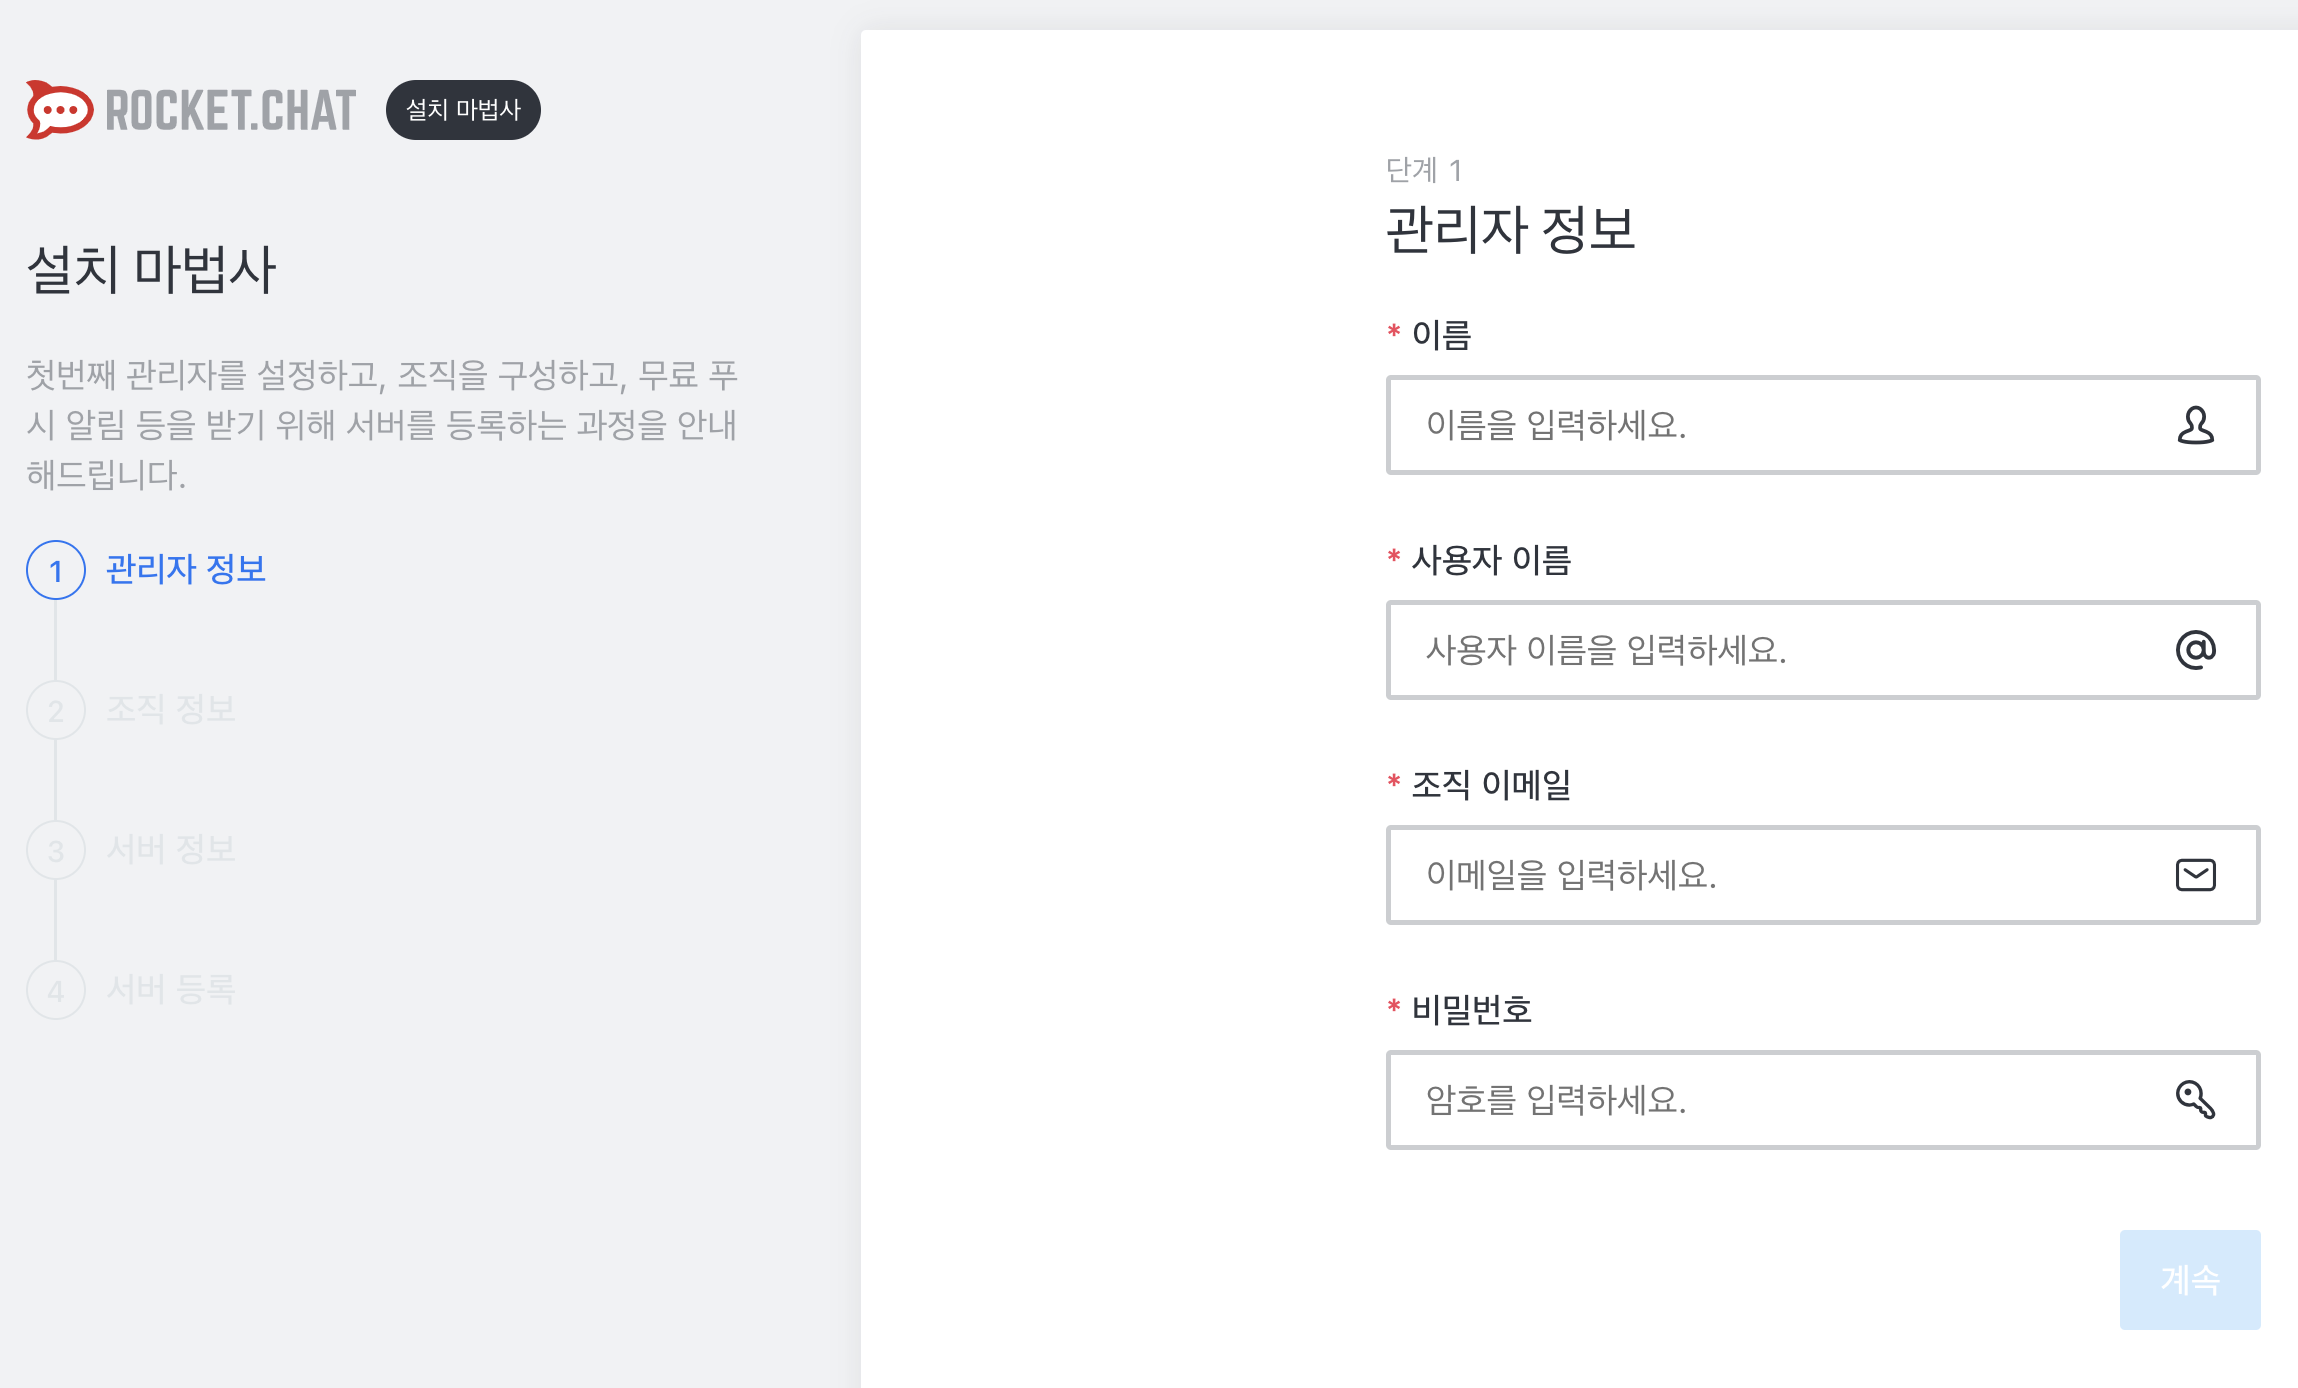 ROCKET.CHAT 설치 마법사
설치 마법사
첫번째 관리자를 설정하고, 조직을 구성하고, 무료 푸
시 알림 등을 받기 위해 서버를 등록하는 과정을 안내
해드립니다.
1 관리자 정보
2 조직 정보
3 서버 정보
4 서버 등록
단계 1
관리자 정보
* 이름
이름을 입력하세요.
* 사용자 이름
사용자 이름을 입력하세요.
* 조직 이메일
이메일을 입력하세요.
* 비밀번호
암호를 입력하세요.
계속